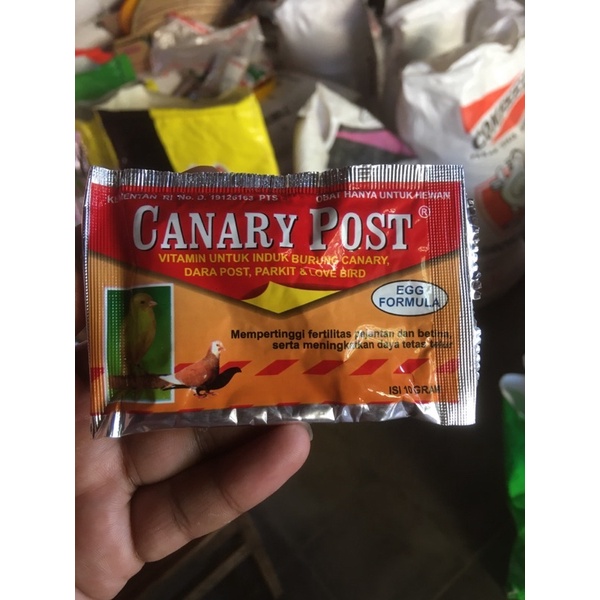 KEMENTAN RI No. D. 19126163 PTS
OBAT HANYA UNTUK HEWAN
CANARY POST®
VITAMIN UNTUK INDUK BURUNG CANARY,
DARA POST, PARKIT & LOVE BIRD
EGG
FORMULA
Mempertinggi fertilitas pejantan dan betina,
serta meningkatkan daya tetas telur
ISI 10 GRAM